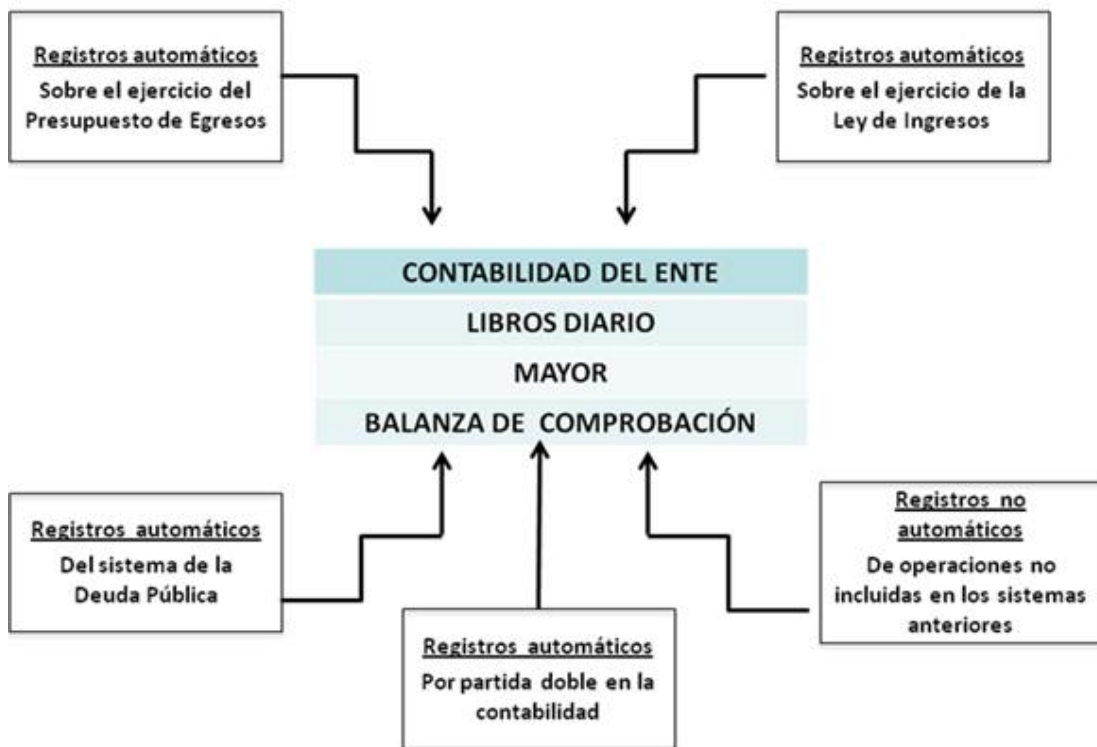 Registros automáticos
Sobre el ejercicio del
Presupuesto de Egresos
Registros automáticos
Sobre el ejercicio de la
Ley de Ingresos
CONTABILIDAD DEL ENTE
LIBROS DIARIO
MAYOR
BALANZA DE COMPROBACIÓN
Registros automáticos
Del sistema de la
Deuda Pública
Registros automáticos
Por partida doble en la
contabilidad
Registros no
automáticos
De operaciones no
incluidas en los sistemas
anteriores